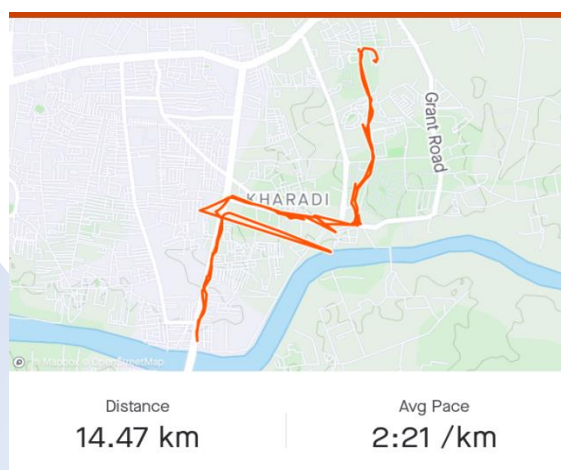 KHARADI
Grant Road
© Mapbox © OpenStreetMap
Distance
Avg Pace
14.47 km
2:21 /km